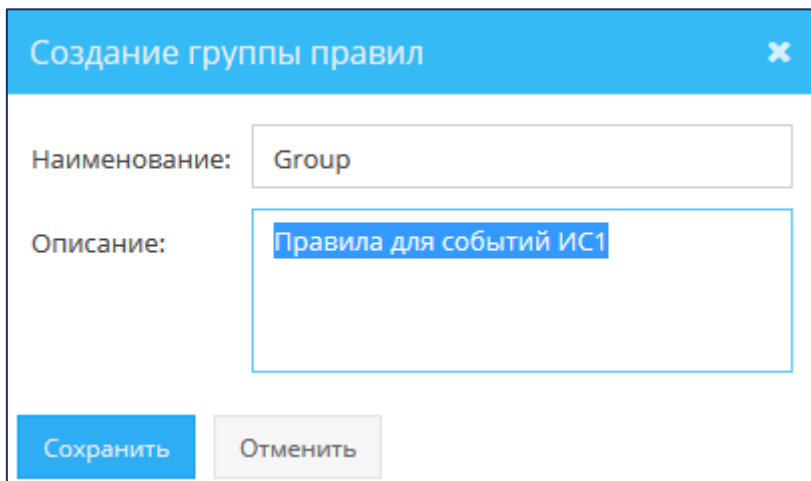 Создание группы правил
Наименование: Group
Описание: Правила для событий ИС1
Сохранить Отменить